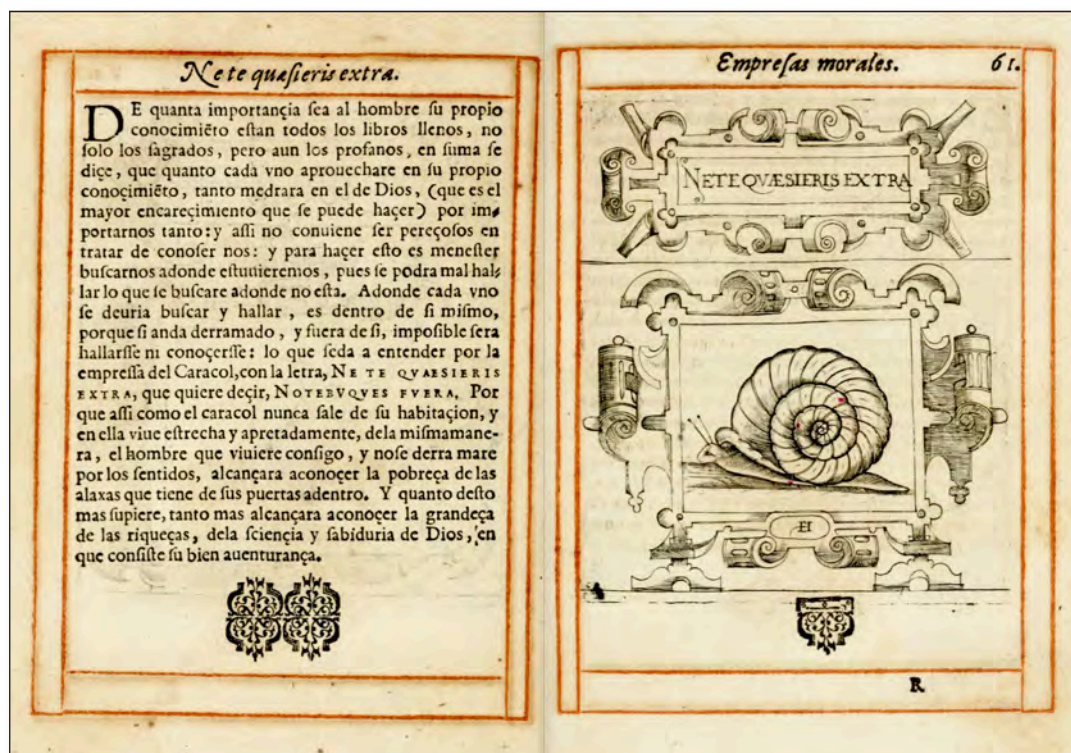 Ne te quæsieris extra.
DE quanta importançia sea al hombre su propio
conocimiẽto estan todos los libros llenos, no
solo los sagrados, pero aun los profanos, en suma se
diçe, que quanto cada vno aprouechare en su propio
conoçimiẽto, tanto medrara en el de Dios, (que es el
mayor encareçimiento que se puede haçer) por im-
portarnos tanto: y assi no conuiene ser pereçosos en
tratar de conoser nos: y para haçer esto es menester
buscarnos adonde estuuieremos, pues se podra mal hal-
lar lo que se buscare adonde no esta. Adonde cada vno
se deuria buscar y hallar, es dentro de si mismo,
porque si anda derramado, y fuera de si, imposible sera
hallarsse ni conoçersse: lo que seda a entender por la
empressa del Caracol, con la letra, NE TE QVAESIERIS
EXTRA, que quiere deçir, NOTEBVQVES FVERA. Por
que assi como el caracol nunca sale de su habitaçion, y
en ella viue estrecha y apretadamente, dela mismamane-
ra, el hombre que viuiere consigo, y nose derra mare
por los sentidos, alcançara aconoçer la pobreça de las
alaxas que tiene de sus puertas adentro. Y quanto desto
mas supiere, tanto mas alcançara aconoçer la grandeça
de las riqueças, dela sciençia y sabiduria de Dios, en
que consiste su bien auenturança.
Empresas morales. 61.
NE TE QVÆSIERIS EXTRA
R